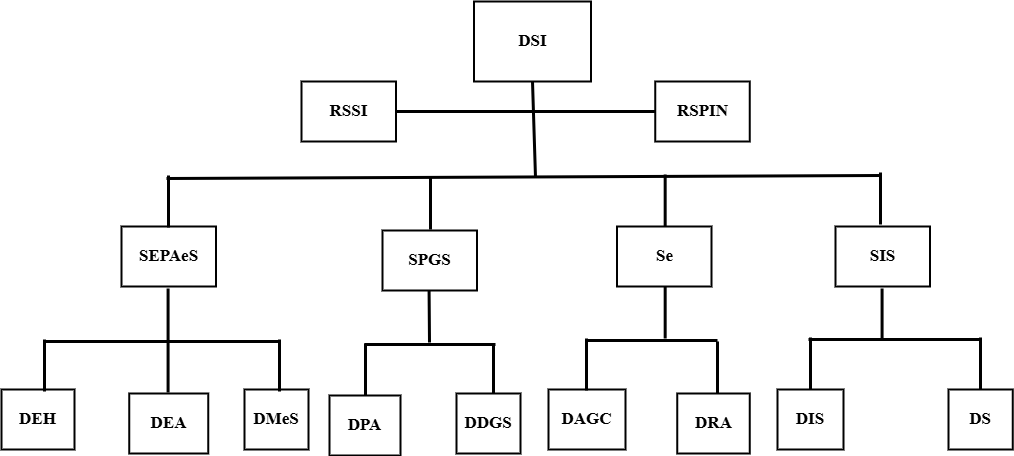 DSI
RSSI
RSPIN
SEPAeS
SPGS
Se
SIS
DEH
DEA
DMeS
DPA
DDGS
DAGC
DRA
DIS
DS